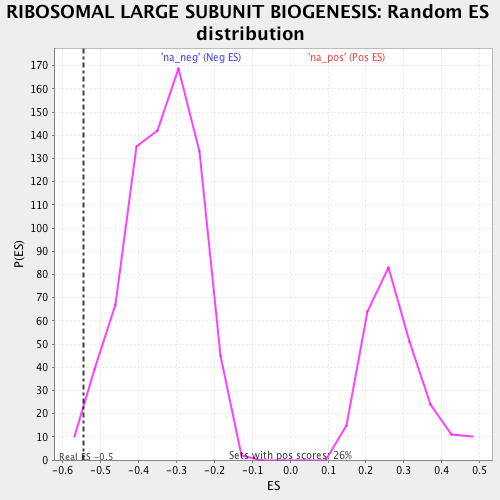 RIBOSOMAL LARGE SUBUNIT BIOGENESIS: Random ES
distribution
'na_neg' (Neg ES) 'na_pos' (Pos ES)
170
160
150
140
130
120
110
100
90
80
70
60
50
40
30
20
10
0
P(ES)
Real ES -0.5
Sets with pos scores: 26%
-0.6 -0.5 -0.4 -0.3 -0.2 -0.1 0.0 0.1 0.2 0.3 0.4 0.5
ES